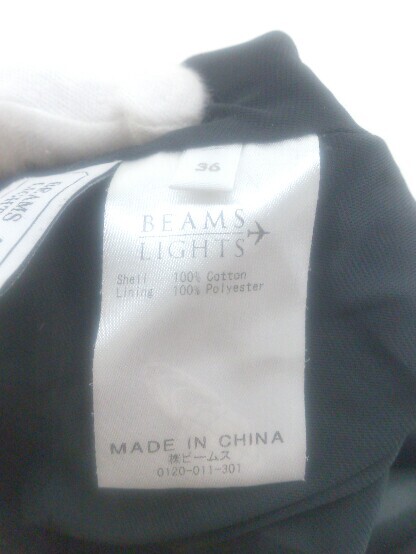 36
BEAMS
LIGHTS
Shell 100% Cotton
Lining 100% Polyester
MADE IN CHINA
㈱ビームス
0120-011-301
BEAMS